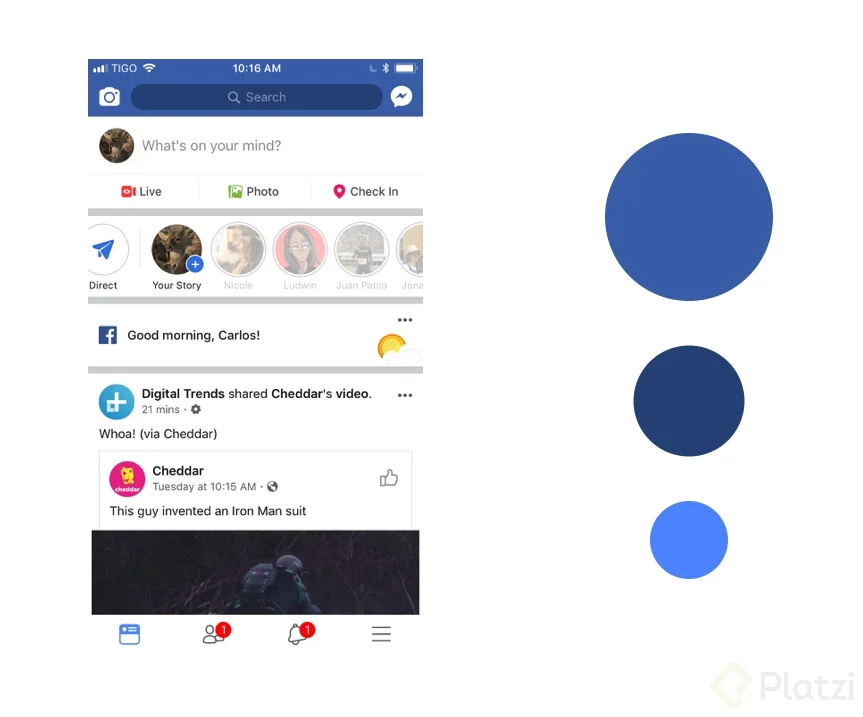 TIGO 10:16 AM
Search
What's on your mind?
Live Photo Check In
Direct Your Story Nicole Ludwin Juan Pablo Jona
Good morning, Carlos!
Digital Trends shared Cheddar's video.
21 mins ·
Whoa! (via Cheddar)
cheddar
Cheddar
Tuesday at 10:15 AM ·
This guy invented an Iron Man suit
1 1
Platzi